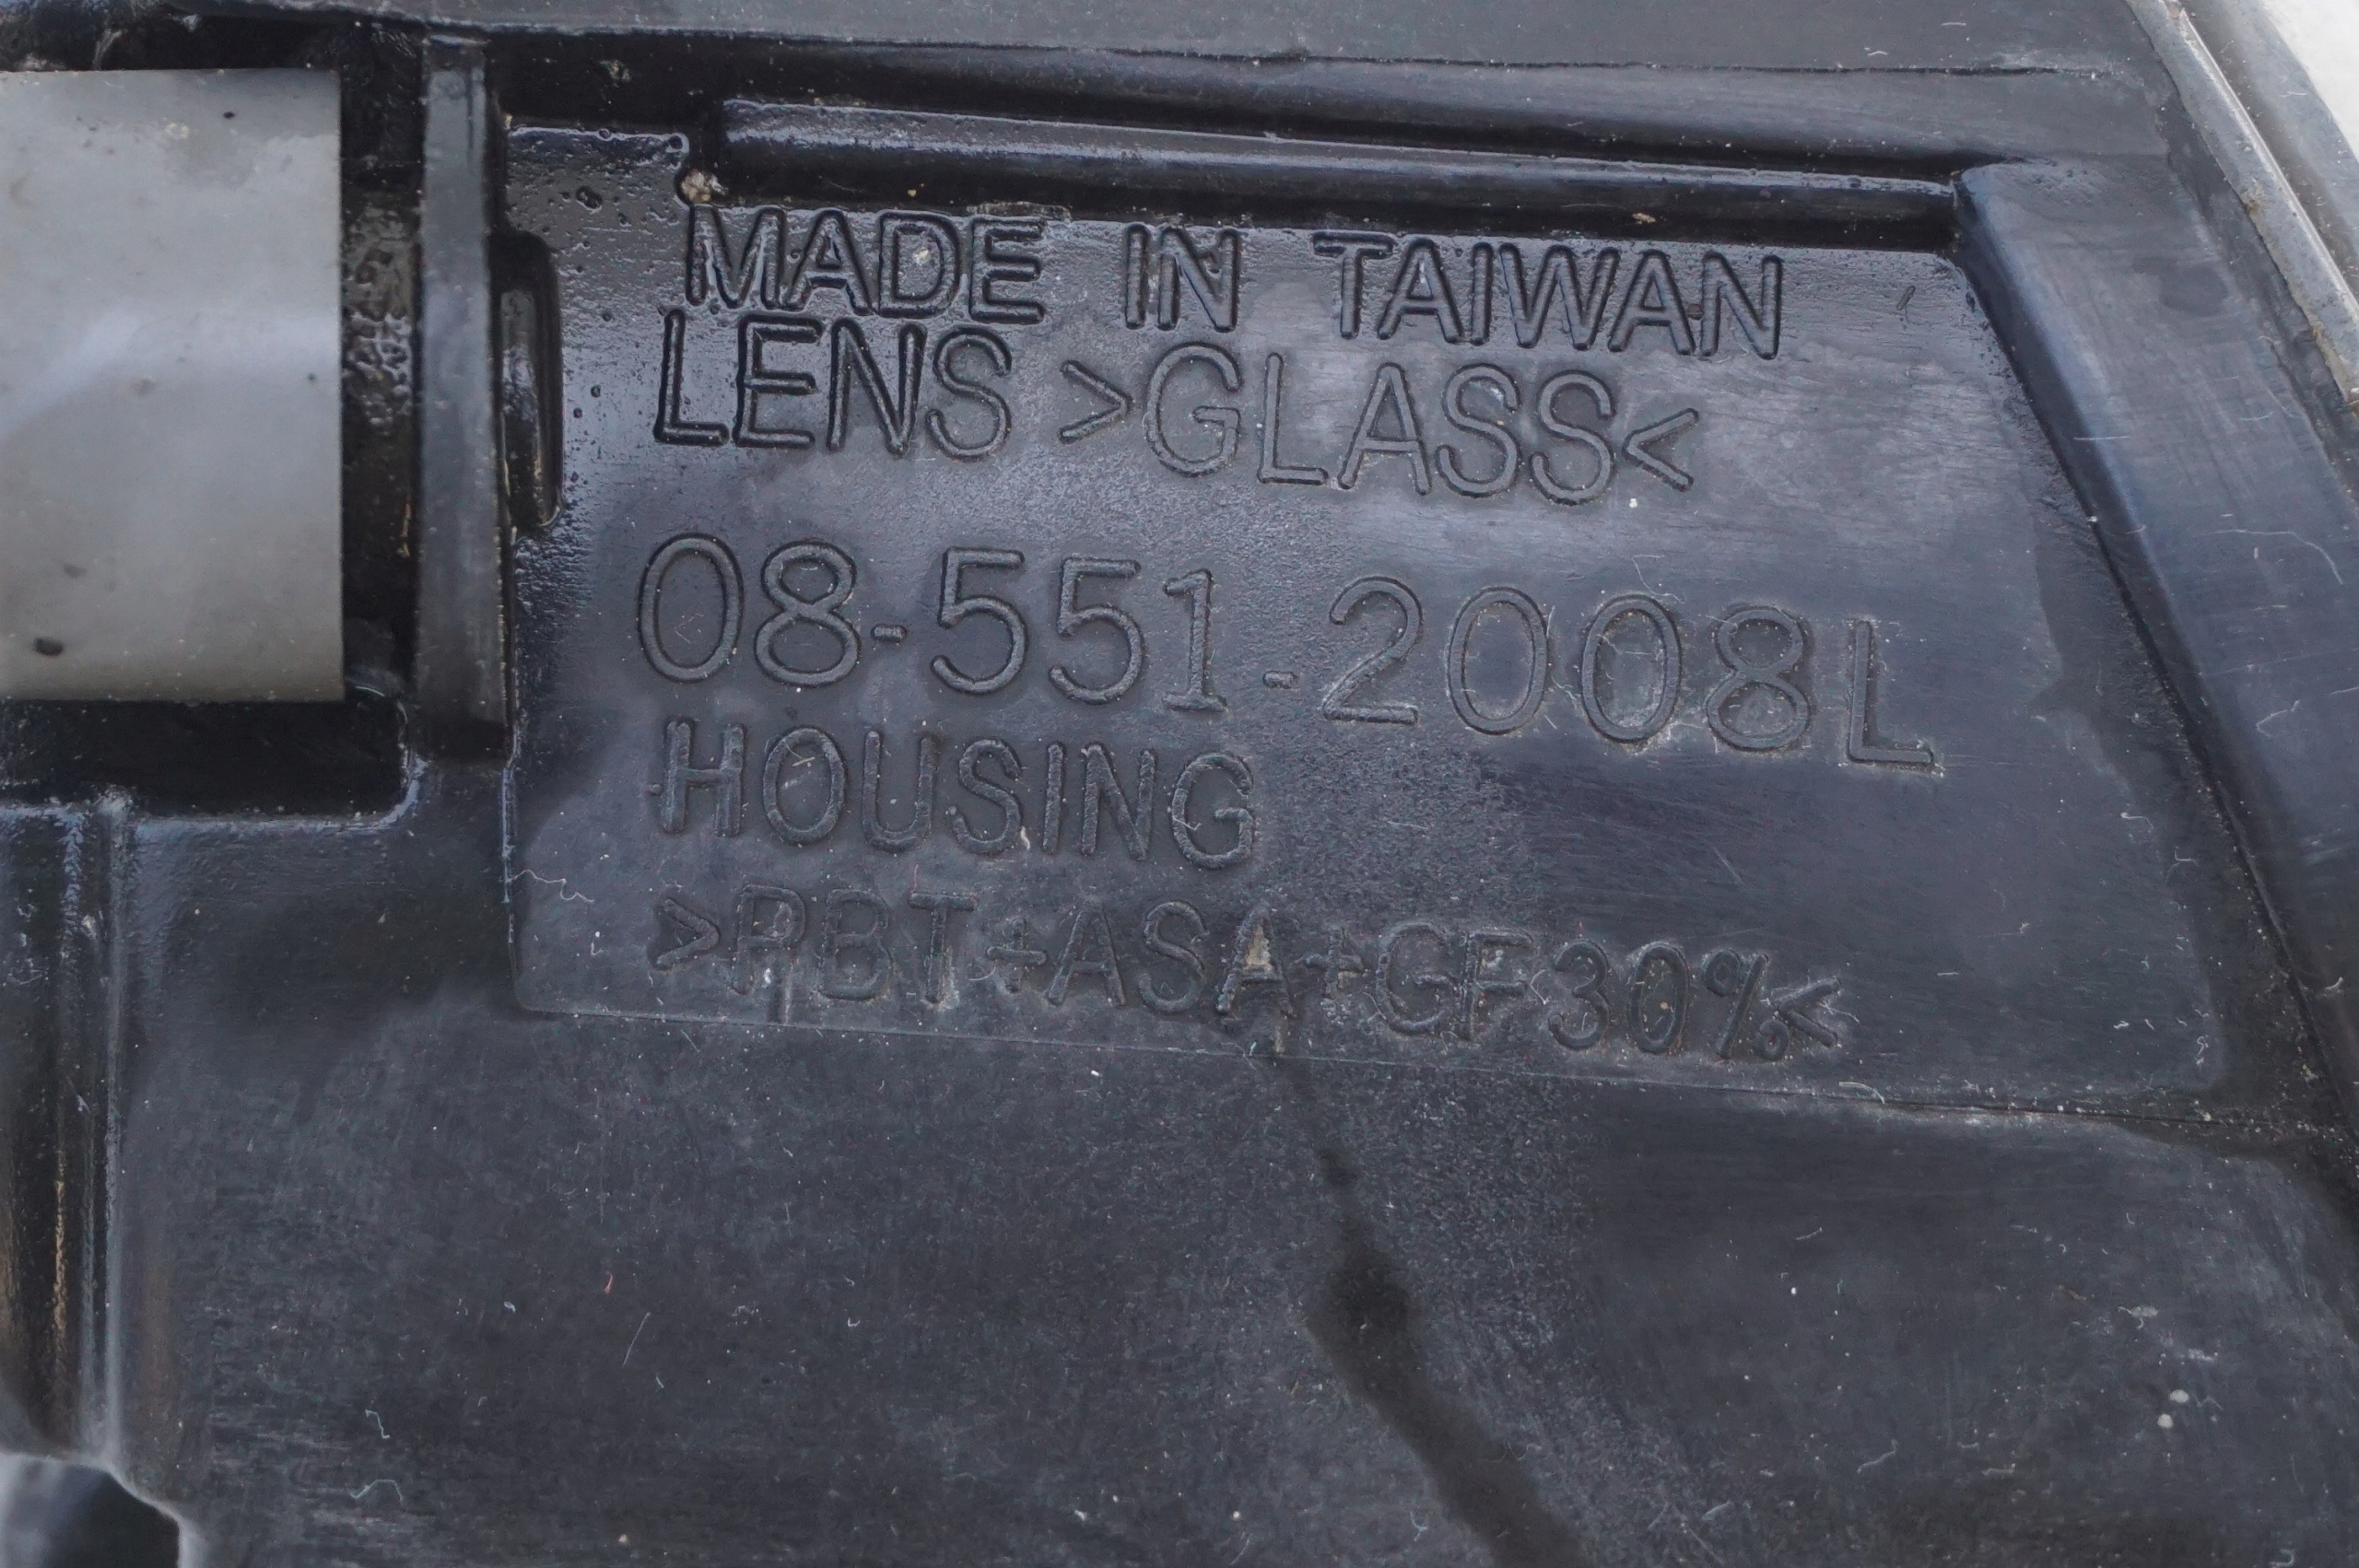 MADE IN TAIWAN
LENS >GLASS<
08-551-2008L
HOUSING
>PBT+ASA+GF30%<